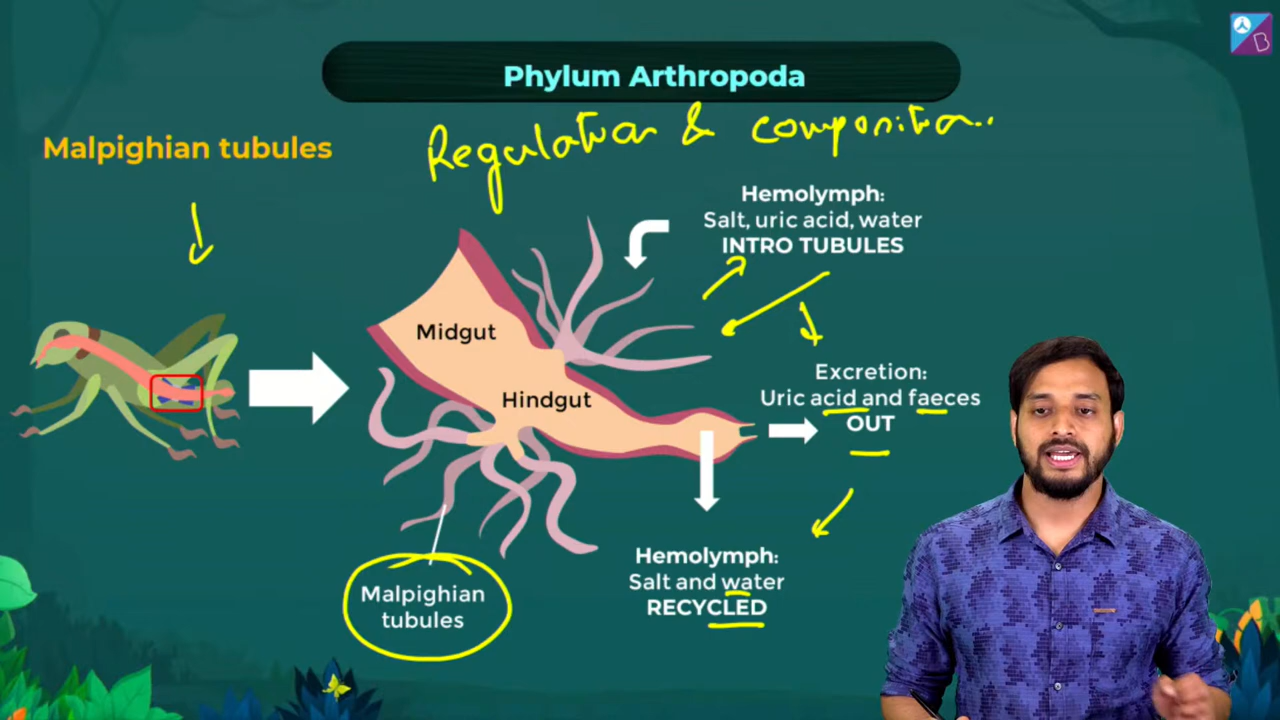 Phylum Arthropoda
Malpighian tubules
Regulation & composition..
Hemolymph:
Salt, uric acid, water
INTRO TUBULES
Midgut
Hindgut
Excretion:
Uric acid and faeces
OUT
Hemolymph:
Salt and water
RECYCLED
Malpighian
tubules
B